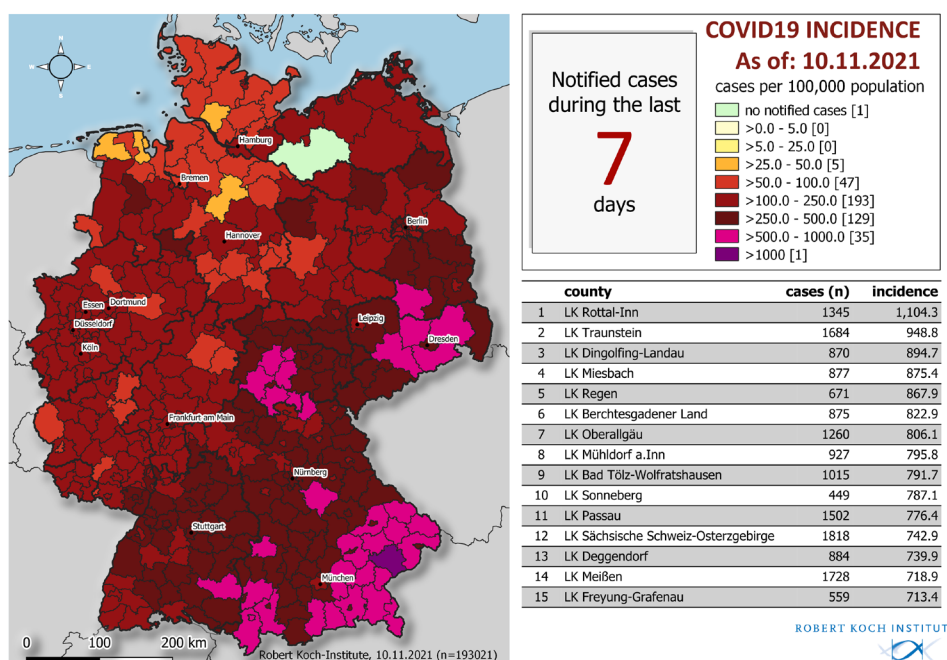 COVID19 INCIDENCE
As of: 10.11.2021
Notified cases
during the last
7
days
cases per 100,000 population
no notified cases [1]
>0.0 - 5.0 [0]
>5.0 - 25.0 [0]
>25.0 - 50.0 [5]
>50.0 - 100.0 [47]
>100.0 - 250.0 [193]
>250.0 - 500.0 [129]
>500.0 - 1000.0 [35]
>1000 [1]
Hamburg
Bremen
Berlin
Hannover
Essen
Dortmund
Düsseldorf
Leipzig
Dresden
Köln
Frankfurt am Main
Nürnberg
Stuttgart
München
0 100 200 km
Robert Koch-Institute, 10.11.2021 (n=193021)
county cases (n) incidence
1 LK Rottal-Inn 1345 1,104.3
2 LK Traunstein 1684 948.8
3 LK Dingolfing-Landau 870 894.7
4 LK Miesbach 877 875.4
5 LK Regen 671 867.9
6 LK Berchtesgadener Land 875 822.9
7 LK Oberallgäu 1260 806.1
8 LK Mühldorf a.Inn 927 795.8
9 LK Bad Tölz-Wolfratshausen 1015 791.7
10 LK Sonneberg 449 787.1
11 LK Passau 1502 776.4
12 LK Sächsische Schweiz-Osterzgebirge 1818 742.9
13 LK Deggendorf 884 739.9
14 LK Meißen 1728 718.9
15 LK Freyung-Grafenau 559 713.4
ROBERT KOCH INSTITUT